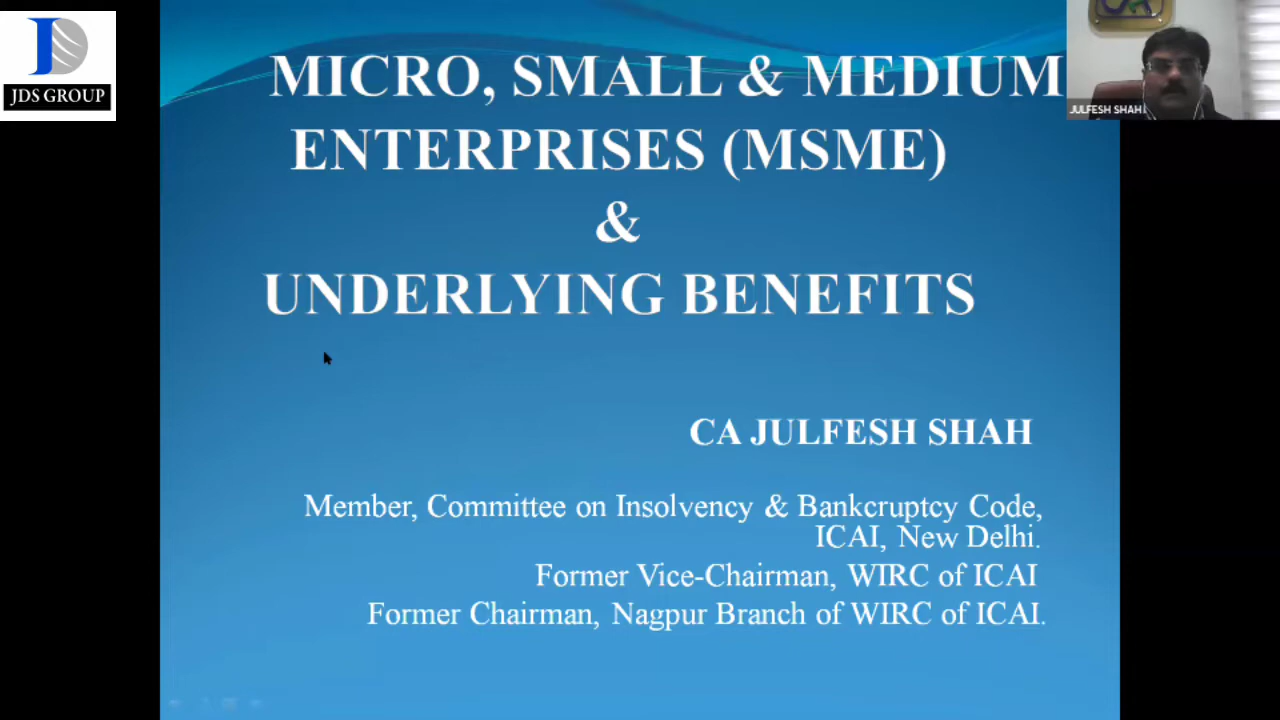 JDS GROUP
MICRO, SMALL & MEDIUM
ENTERPRISES (MSME)
&
UNDERLYING BENEFITS
JULFESH SHAH
CA JULFESH SHAH
Member, Committee on Insolvency & Bankcruptcy Code,
ICAI, New Delhi.
Former Vice-Chairman, WIRC of ICAI
Former Chairman, Nagpur Branch of WIRC of ICAI.